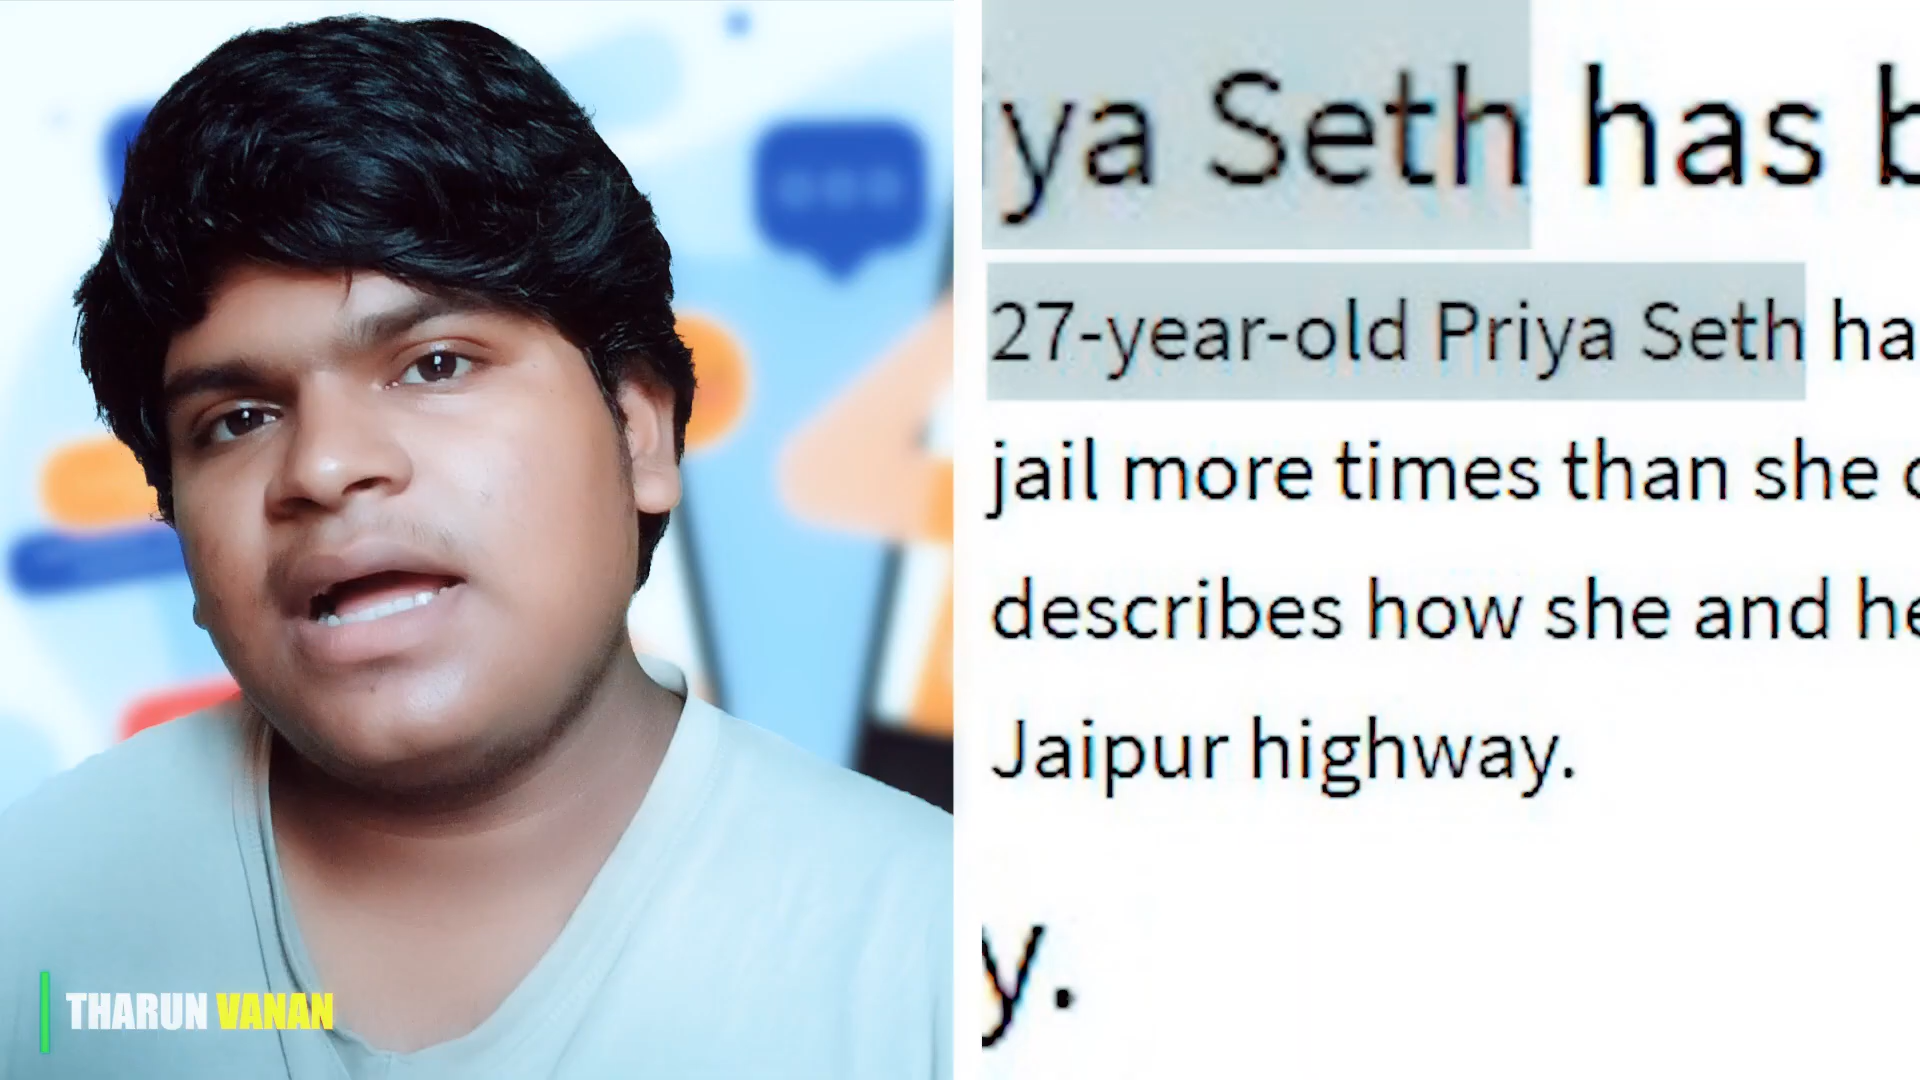 ya Seth has
27-year-old Priya Seth ha
jail more times than she
describes how she and he
Jaipur highway.
y.
THARUN VANAN